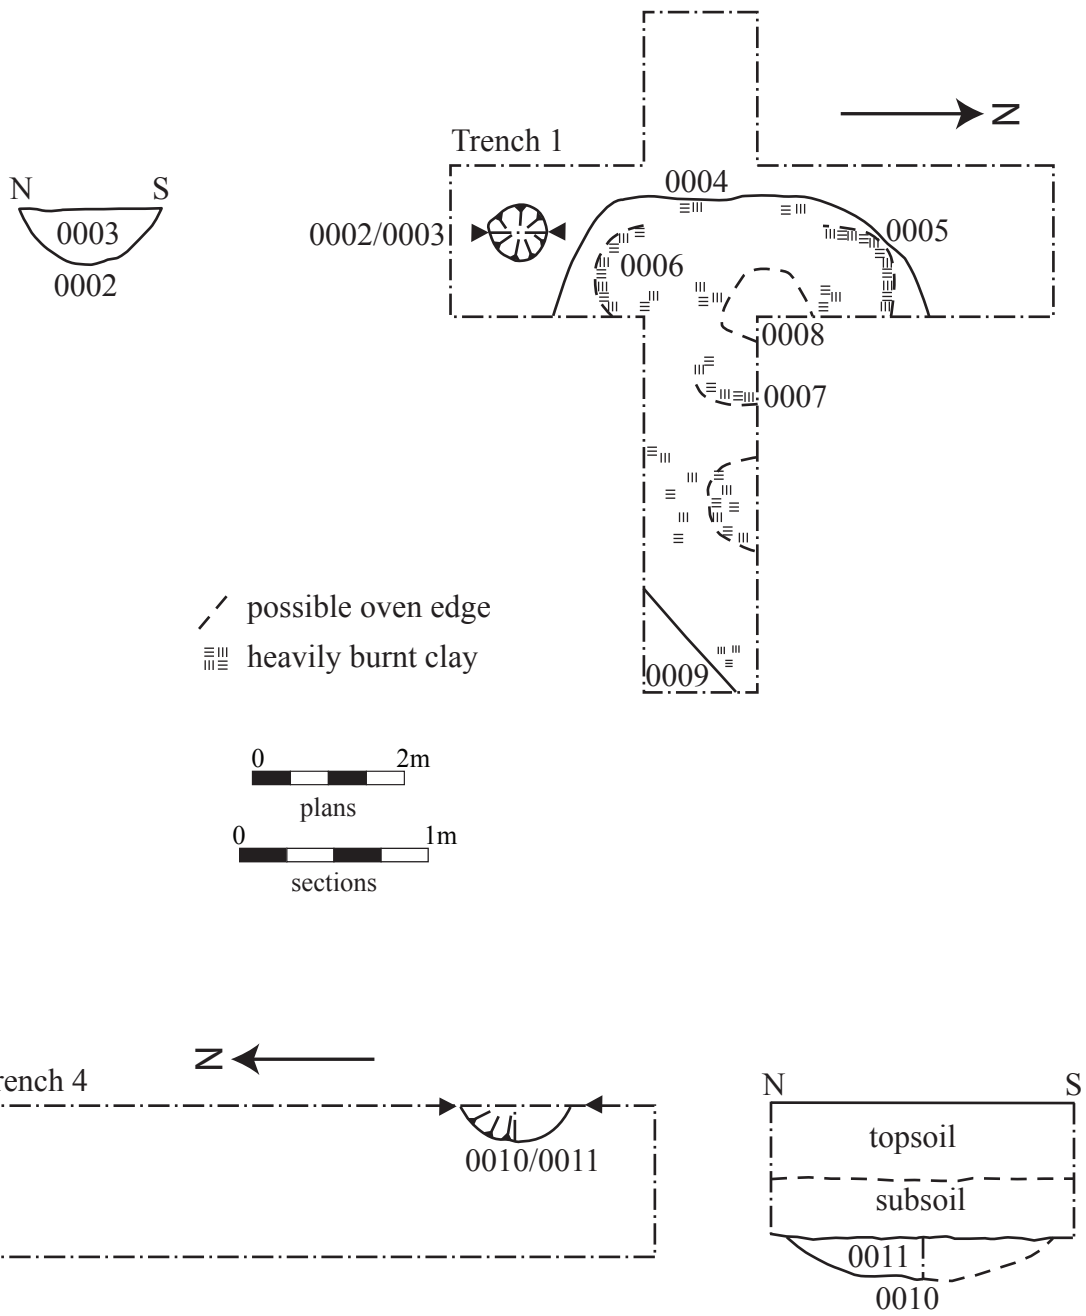 N
Trench 1
N S
0004
0003
0002/0003
0005
0006
0002
0008
0007
possible oven edge
heavily burnt clay
0009
0 2m
plans
0 1m
sections
N
rench 4
N S
topsoil
0010/0011
subsoil
0011
0010